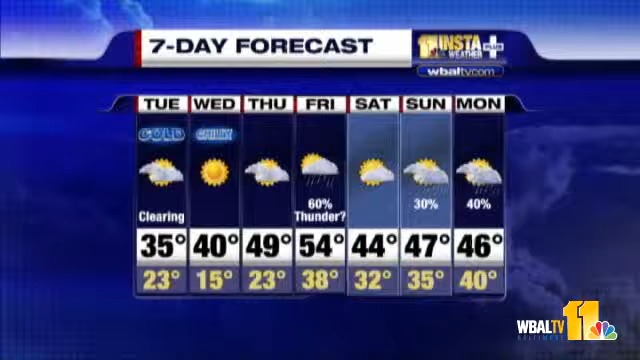 7-DAY FORECAST
11 INSTA
WEATHER PLUS
wbaltv.com
TUE WED THU FRI SAT SUN MON
COLD CHILLY
60% 30% 40%
Clearing Thunder?
35° 40° 49° 54° 44° 47° 46°
23° 15° 23° 38° 32° 35° 40°
WBALTV 11
BALTIMORE